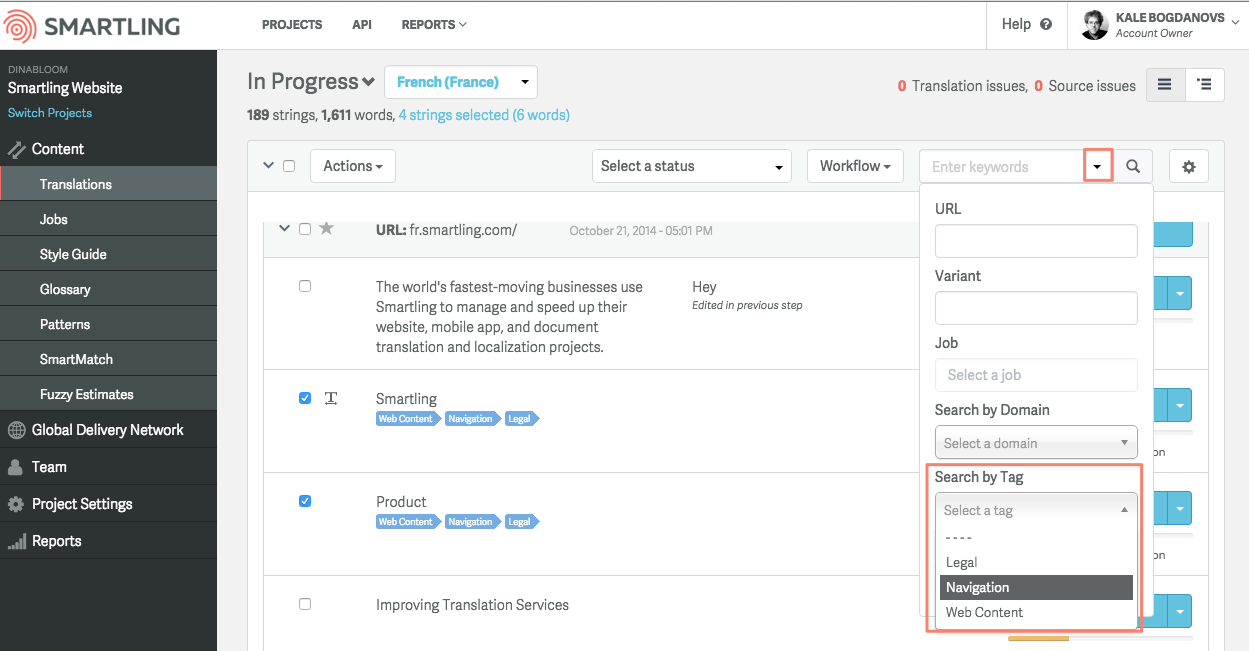 SMARTLING
PROJECTS
API
REPORTS
Help
KALE BOGDANOVS
Account Owner
DINABLOOM
Smartling Website
Switch Projects
Content
Translations
Jobs
Style Guide
Glossary
Patterns
SmartMatch
Fuzzy Estimates
Global Delivery Network
Team
Project Settings
Reports
In Progress
French (France)
189 strings, 1,611 words, 4 strings selected (6 words)
0 Translation issues, 0 Source issues
Actions
Select a status
Workflow
Enter keywords
URL: fr.smartling.com/
October 21, 2014 - 05:01 PM
The world's fastest-moving businesses use
Smartling to manage and speed up their
website, mobile app, and document
translation and localization projects.
Hey
Edited in previous step
Smartling
Web Content Navigation Legal
Product
Web Content Navigation Legal
Improving Translation Services
URL
Variant
Job
Select a job
Search by Domain
Select a domain
Search by Tag
Select a tag
- - - -
Legal
Navigation
Web Content
on
on